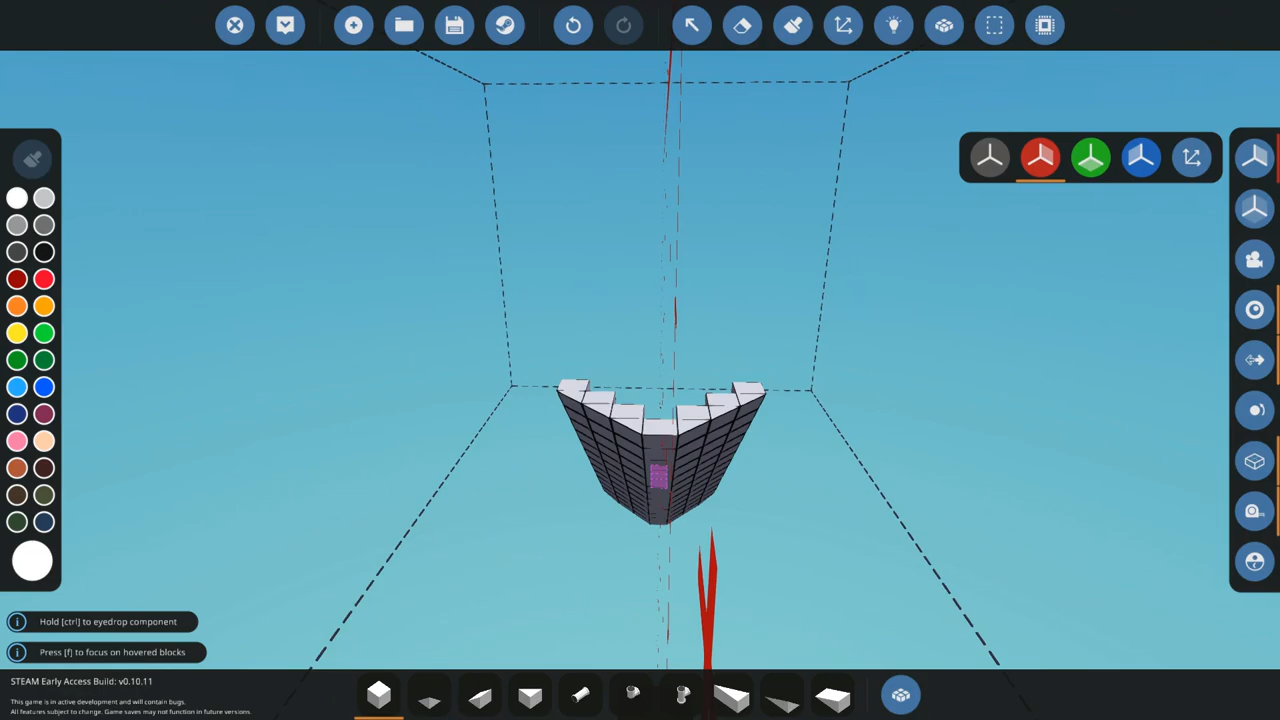 Hold [ctrl] to eyedrop component
Press [f] to focus on hovered blocks
STEAM Early Access Build: v0.10.11
This game is in active development and will contain bugs.
All features subject to change. Game saves may not function in future versions.